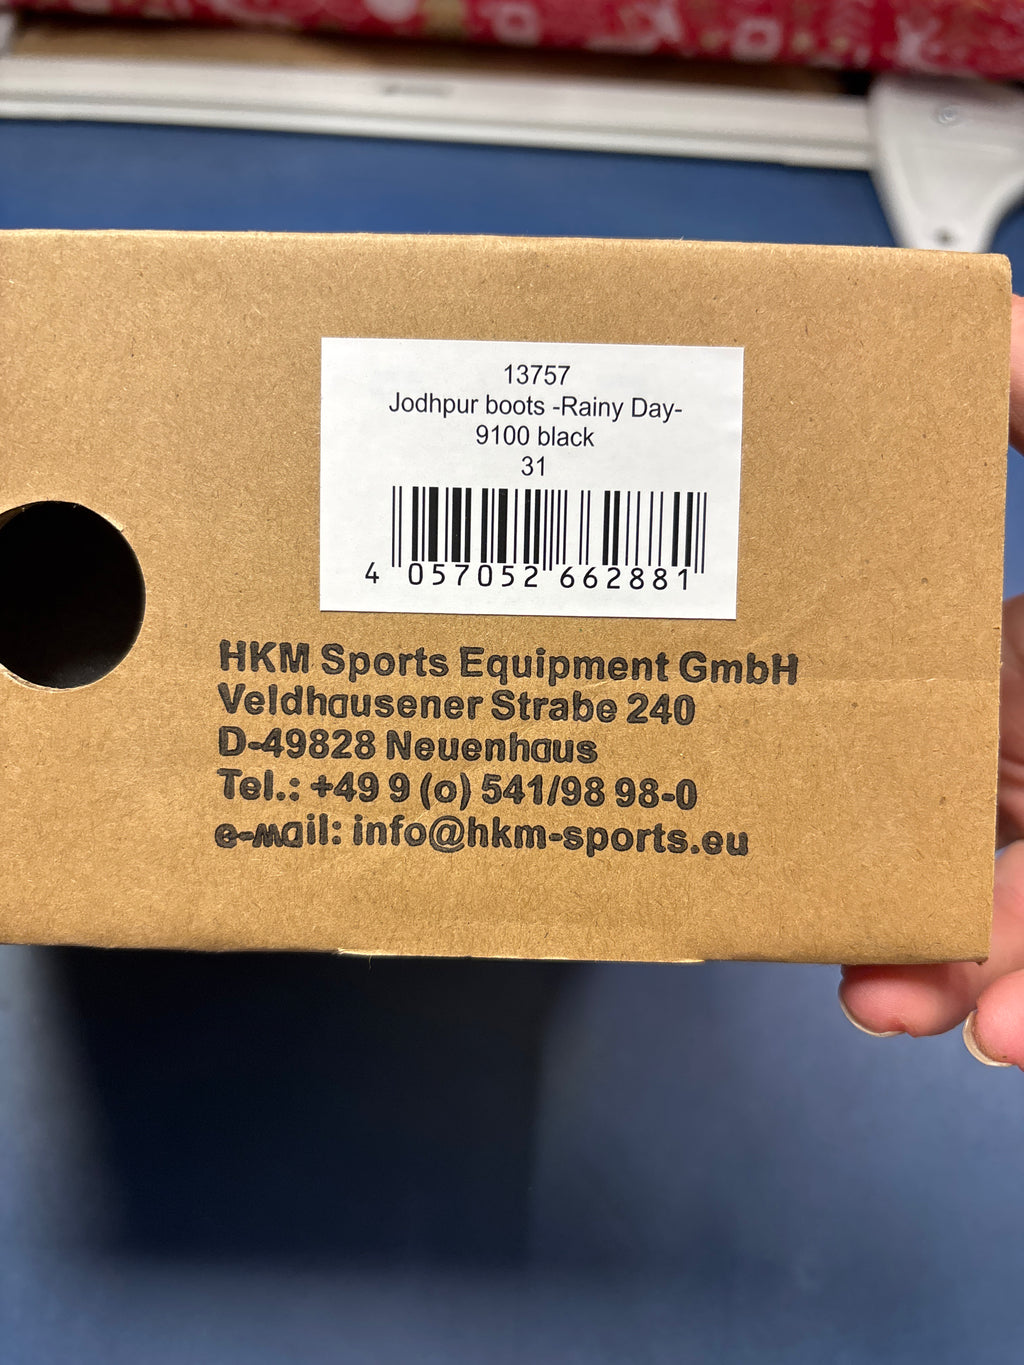 13757
Jodhpur boots -Rainy Day-
9100 black
31
4 057052 662881
HKM Sports Equipment GmbH
Veldhausener Strabe 240
D-49828 Neuenhaus
Tel.: +49 9 (0) 541/98 98-0
e-mail: info@hkm-sports.eu